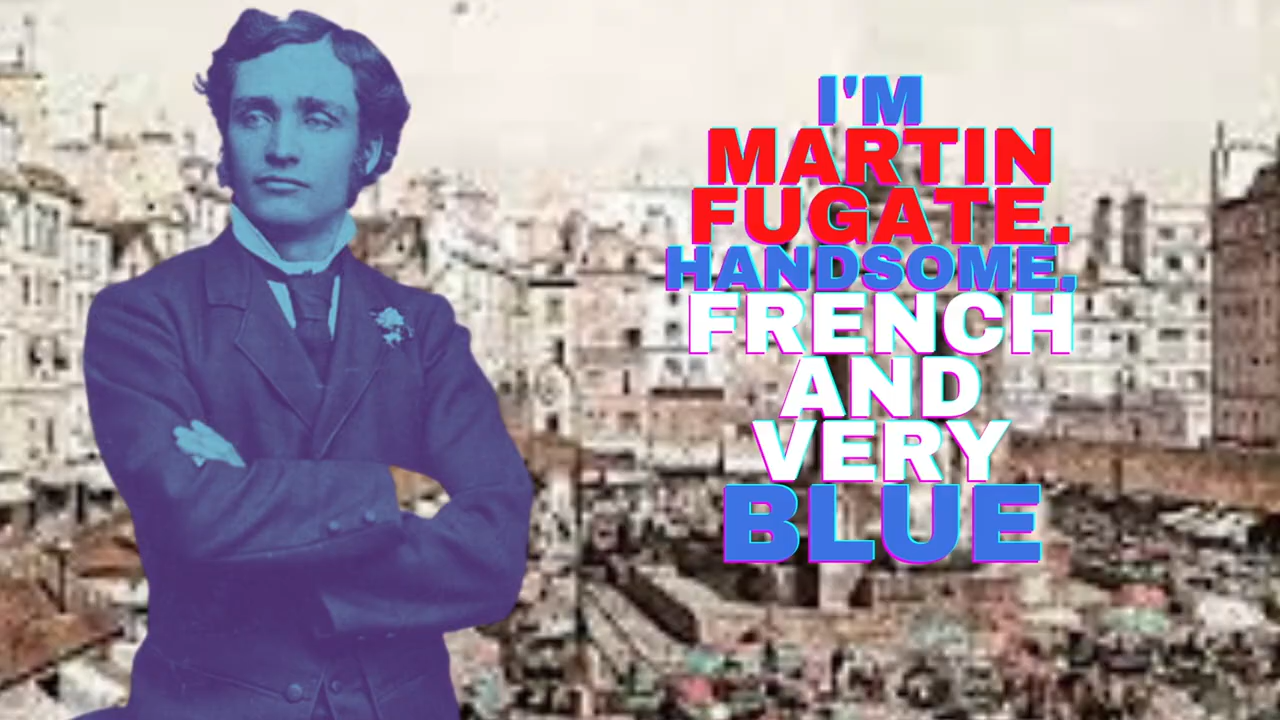 I'M
MARTIN
FUGATE.
HANDSOME.
FRENCH
AND
VERY
BLUE